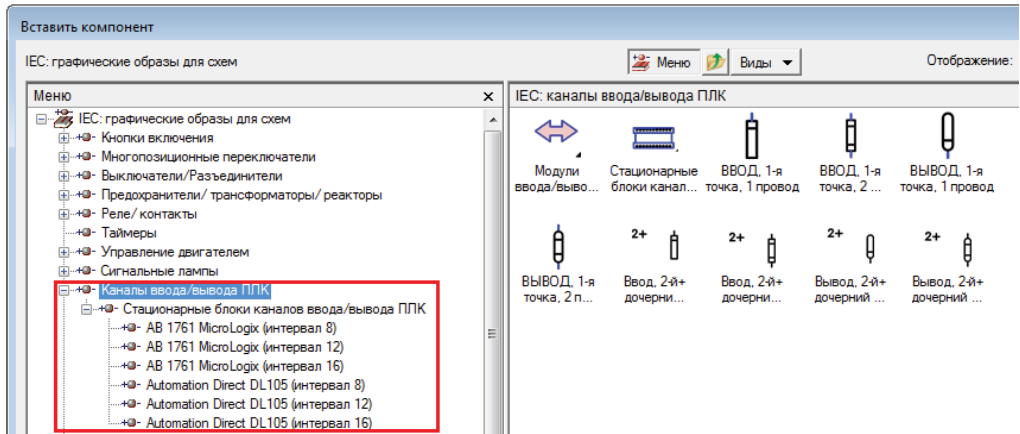 Вставить компонент
IEC: графические образы для схем
Меню
Виды
Отображение:
Меню
x
IEC: графические образы для схем
Кнопки включения
Многопозиционные переключатели
Выключатели/Разъединители
Предохранители/ трансформаторы/ реакторы
Реле/ контакты
Таймеры
Управление двигателем
Сигнальные лампы
Каналы ввода/вывода ПЛК
Стационарные блоки каналов ввода/вывода ПЛК
AB 1761 MicroLogix (интервал 8)
AB 1761 MicroLogix (интервал 12)
AB 1761 MicroLogix (интервал 16)
Automation Direct DL105 (интервал 8)
Automation Direct DL105 (интервал 12)
Automation Direct DL105 (интервал 16)
IEC: каналы ввода/вывода ПЛК
Модули
ввода/выво...
Стационарные
блоки канал...
ВВОД, 1-я
точка, 1 провод
ВВОД, 1-я
точка, 2 ...
ВЫВОД, 1-я
точка, 1 провод
ВЫВОД, 1-я
точка, 2 п...
2+
Ввод, 2-й+
дочерни...
2+
Ввод, 2-й+
дочерни...
2+
Вывод, 2-й+
дочерний ...
2+
Вывод, 2-й+
дочерний ...